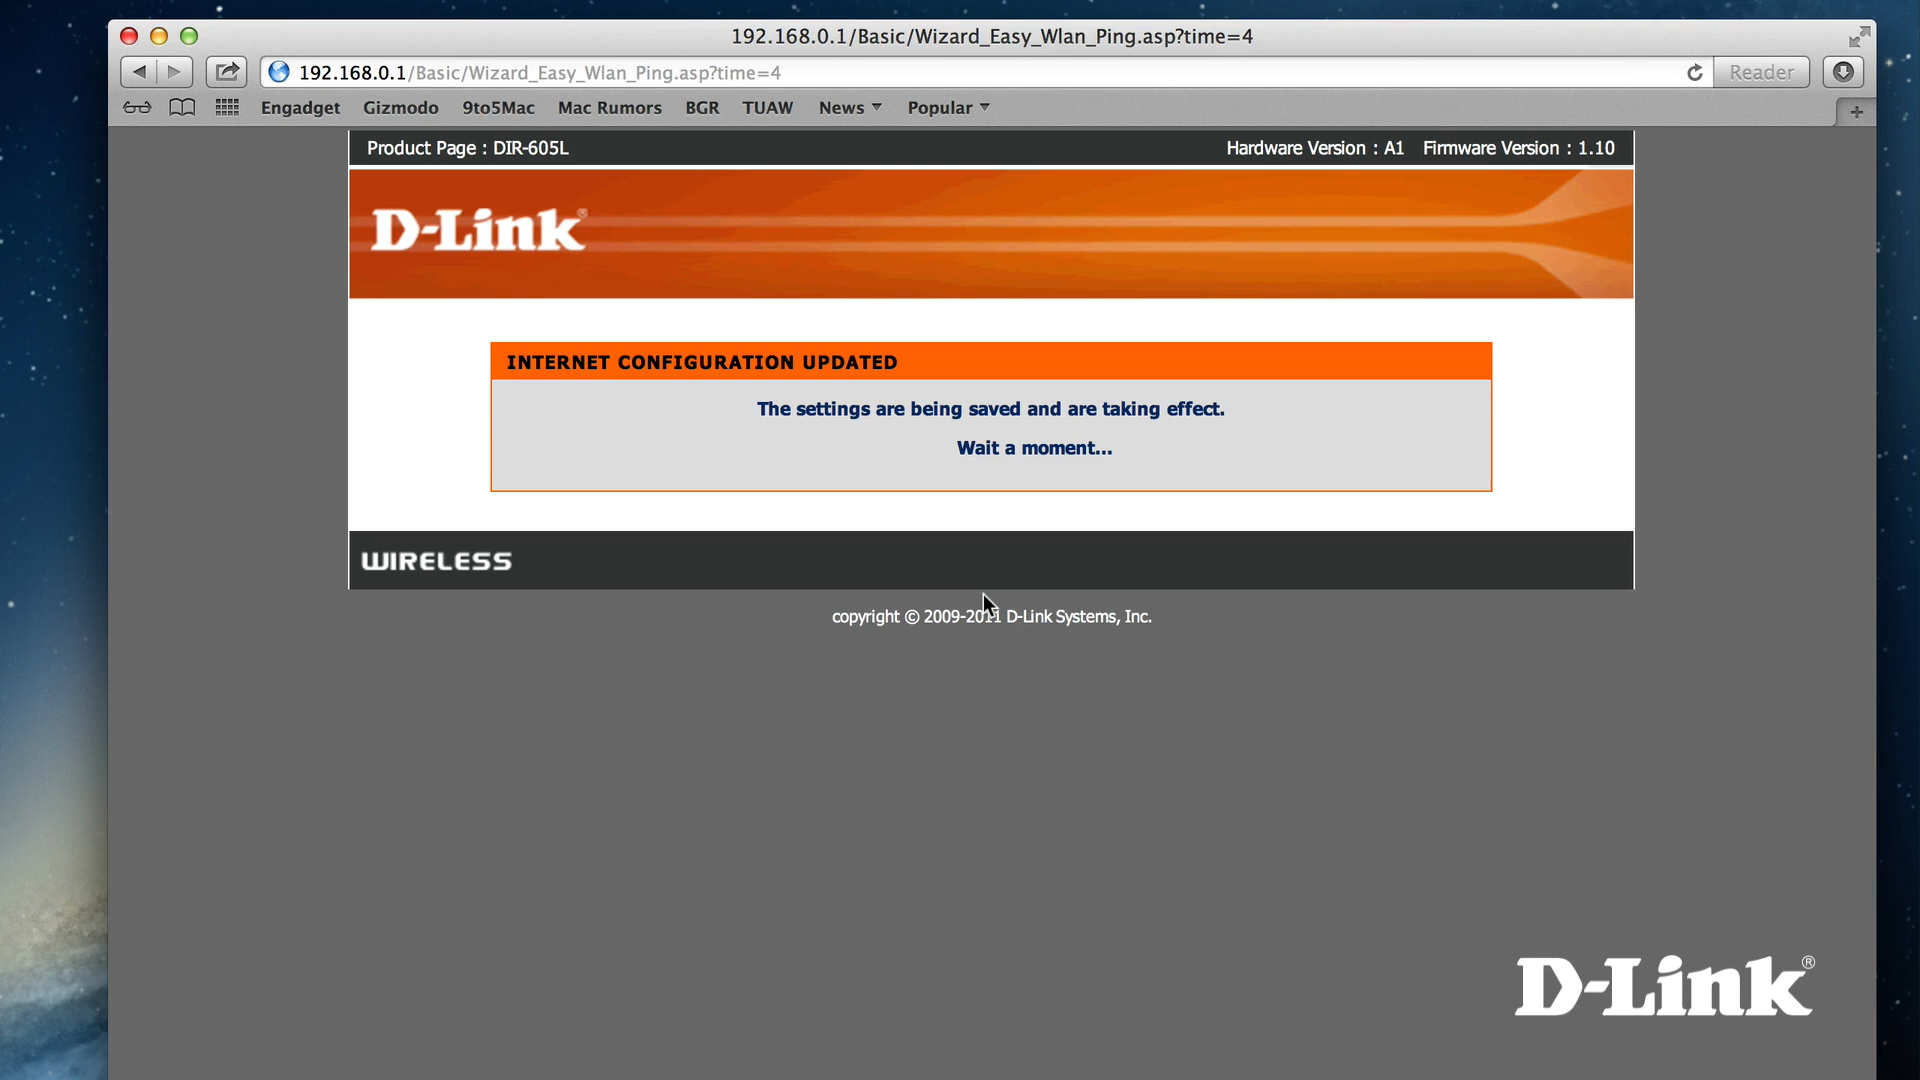 192.168.0.1/Basic/Wizard_Easy_Wlan_Ping.asp?time=4
192.168.0.1/Basic/Wizard_Easy_Wlan_Ping.asp?time=4
Reader
Engadget Gizmodo 9to5Mac Mac Rumors BGR TUAW News Popular
Product Page : DIR-605L Hardware Version : A1 Firmware Version : 1.10
D-Link®
INTERNET CONFIGURATION UPDATED
The settings are being saved and are taking effect.
Wait a moment...
WIRELESS
copyright © 2009-2011 D-Link Systems, Inc.
D-Link®